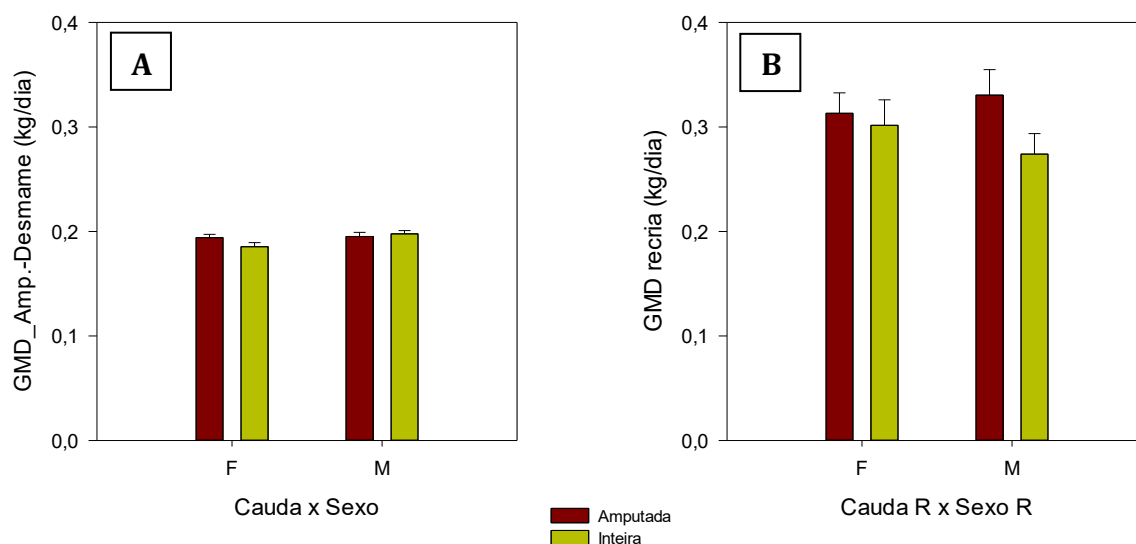 A
GMD_Amp.-Desmame (kg/dia)
0,4
0,3
0,2
0,1
0,0
F M
Cauda x Sexo
B
GMD recria (kg/dia)
0,4
0,3
0,2
0,1
0,0
F M
Cauda R x Sexo R
Amputada
Inteira